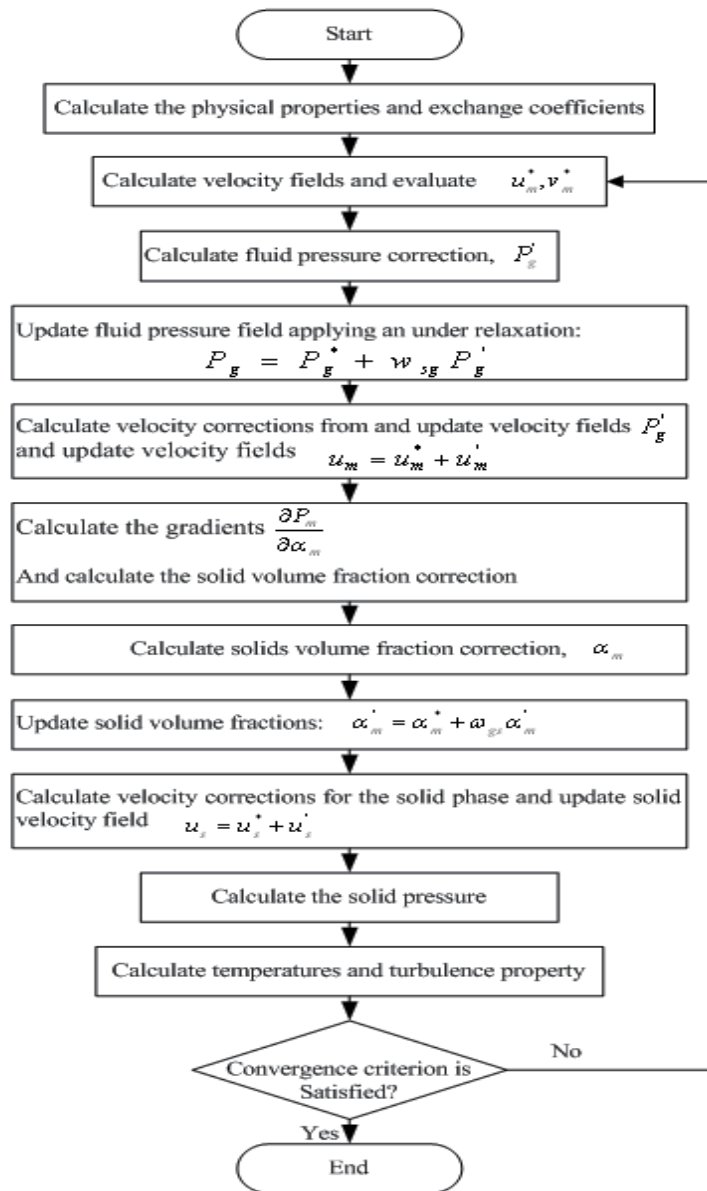 Start
Calculate the physical properties and exchange coefficients
Calculate velocity fields and evaluate u*m, v*m
Calculate fluid pressure correction, P'g
Update fluid pressure field applying an under relaxation:
Pg = Pg* + wsg Pg'
Calculate velocity corrections from and update velocity fields P'g
and update velocity fields um = u*m + u'm
Calculate the gradients ∂Pm/∂αm
And calculate the solid volume fraction correction
Calculate solids volume fraction correction, αm
Update solid volume fractions: α'm = α*m + ωgs α'm
Calculate velocity corrections for the solid phase and update solid
velocity field us = u*s + u's
Calculate the solid pressure
Calculate temperatures and turbulence property
Convergence criterion is
Satisfied?
No
Yes
End